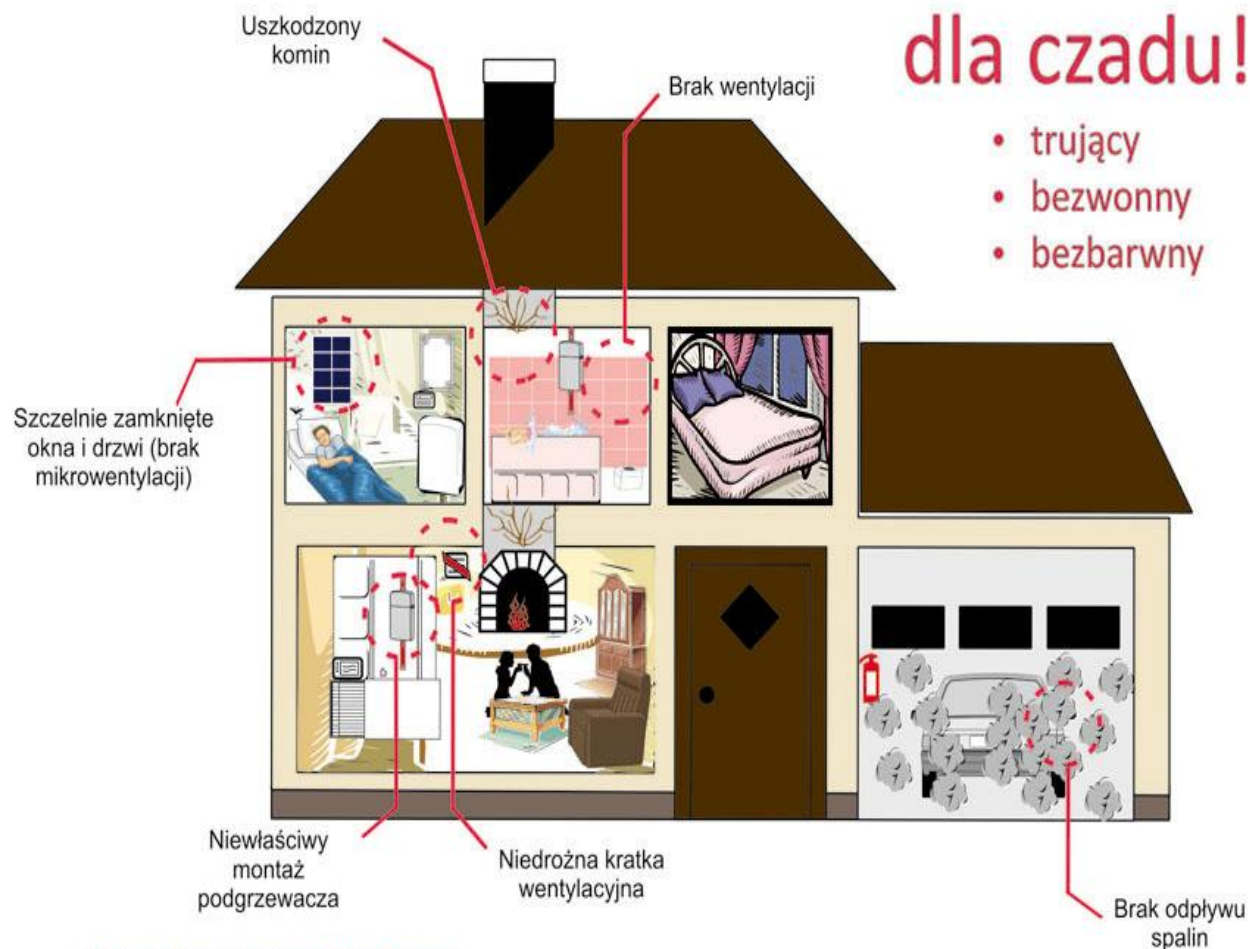 dla czadu!
• trujący
• bezwonny
• bezbarwny
Uszkodzony
komin
Brak wentylacji
Szczelnie zamknięte
okna i drzwi (brak
mikrowentylacji)
Niewłaściwy
montaż
podgrzewacza
Niedrożna kratka
wentylacyjna
Brak odpływu
spalin